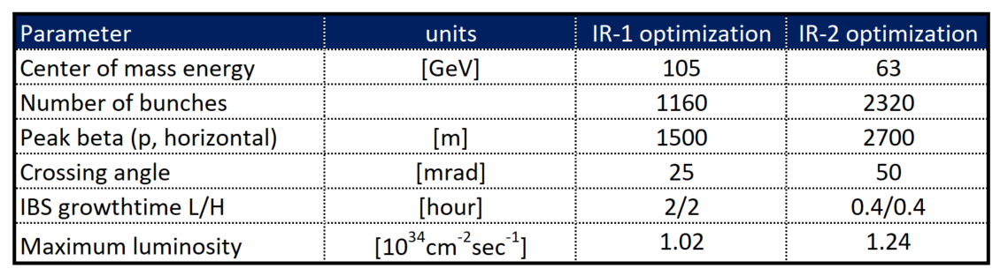 Parameter units IR-1 optimization IR-2 optimization
Center of mass energy [GeV] 105 63
Number of bunches 1160 2320
Peak beta (p, horizontal) [m] 1500 2700
Crossing angle [mrad] 25 50
IBS growthtime L/H [hour] 2/2 0.4/0.4
Maximum luminosity [10³⁴cm⁻²sec⁻¹] 1.02 1.24